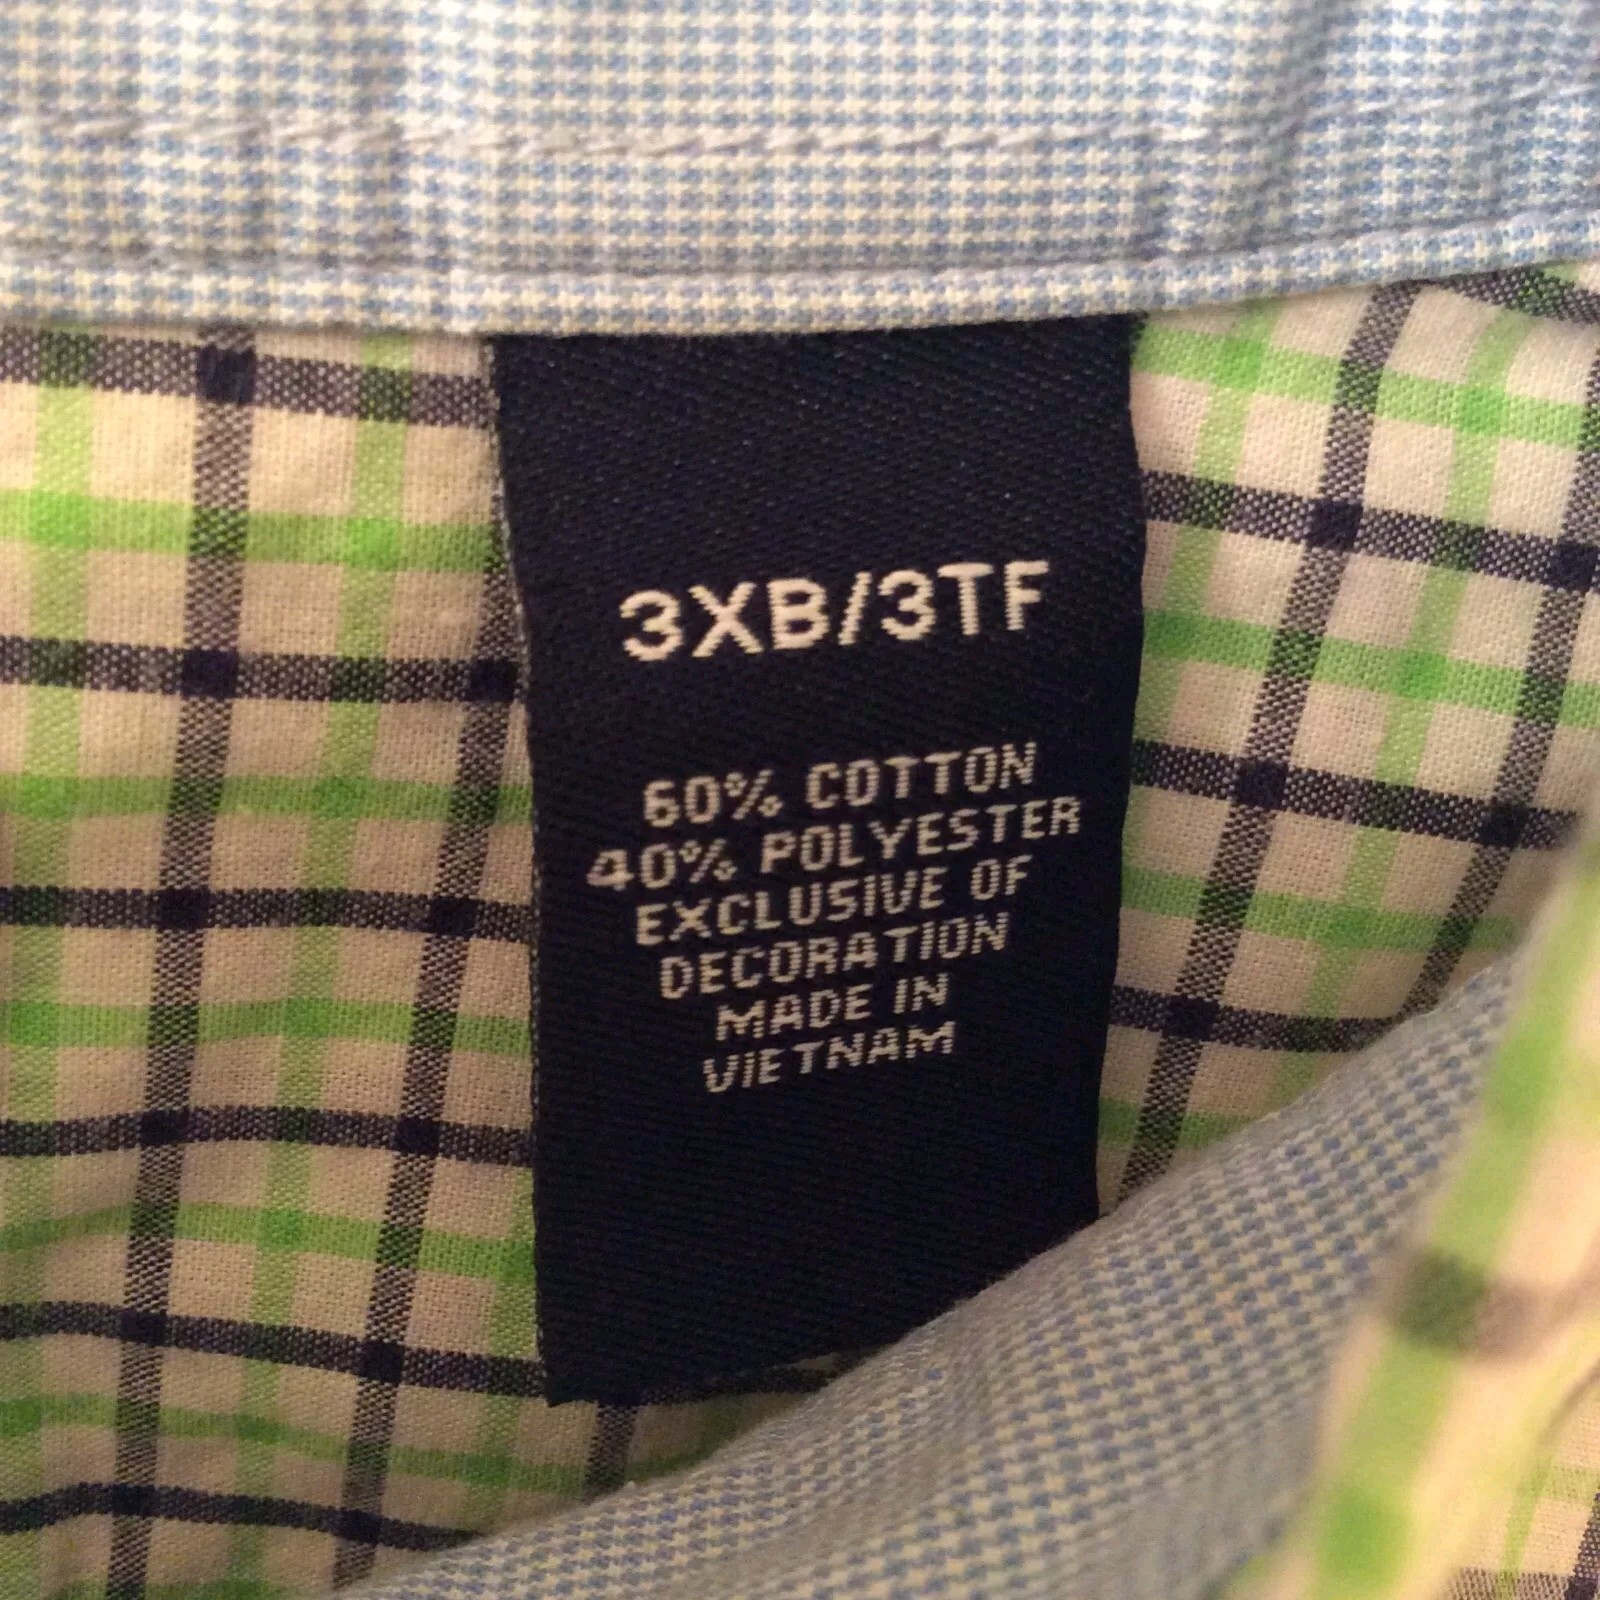 3XB/3TF
60% COTTON
40% POLYESTER
EXCLUSIVE OF
DECORATION
MADE IN
VIETNAM